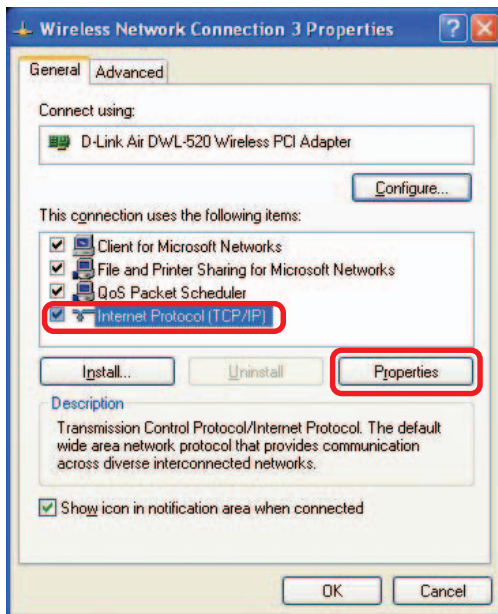 Wireless Network Connection 3 Properties
General Advanced
Connect using:
D-Link Air DWL-520 Wireless PCI Adapter
Configure...
This connection uses the following items:
Client for Microsoft Networks
File and Printer Sharing for Microsoft Networks
QoS Packet Scheduler
Internet Protocol (TCP/IP)
Install... Uninstall Properties
Description
Transmission Control Protocol/Internet Protocol. The default
wide area network protocol that provides communication
across diverse interconnected networks.
Show icon in notification area when connected
OK Cancel